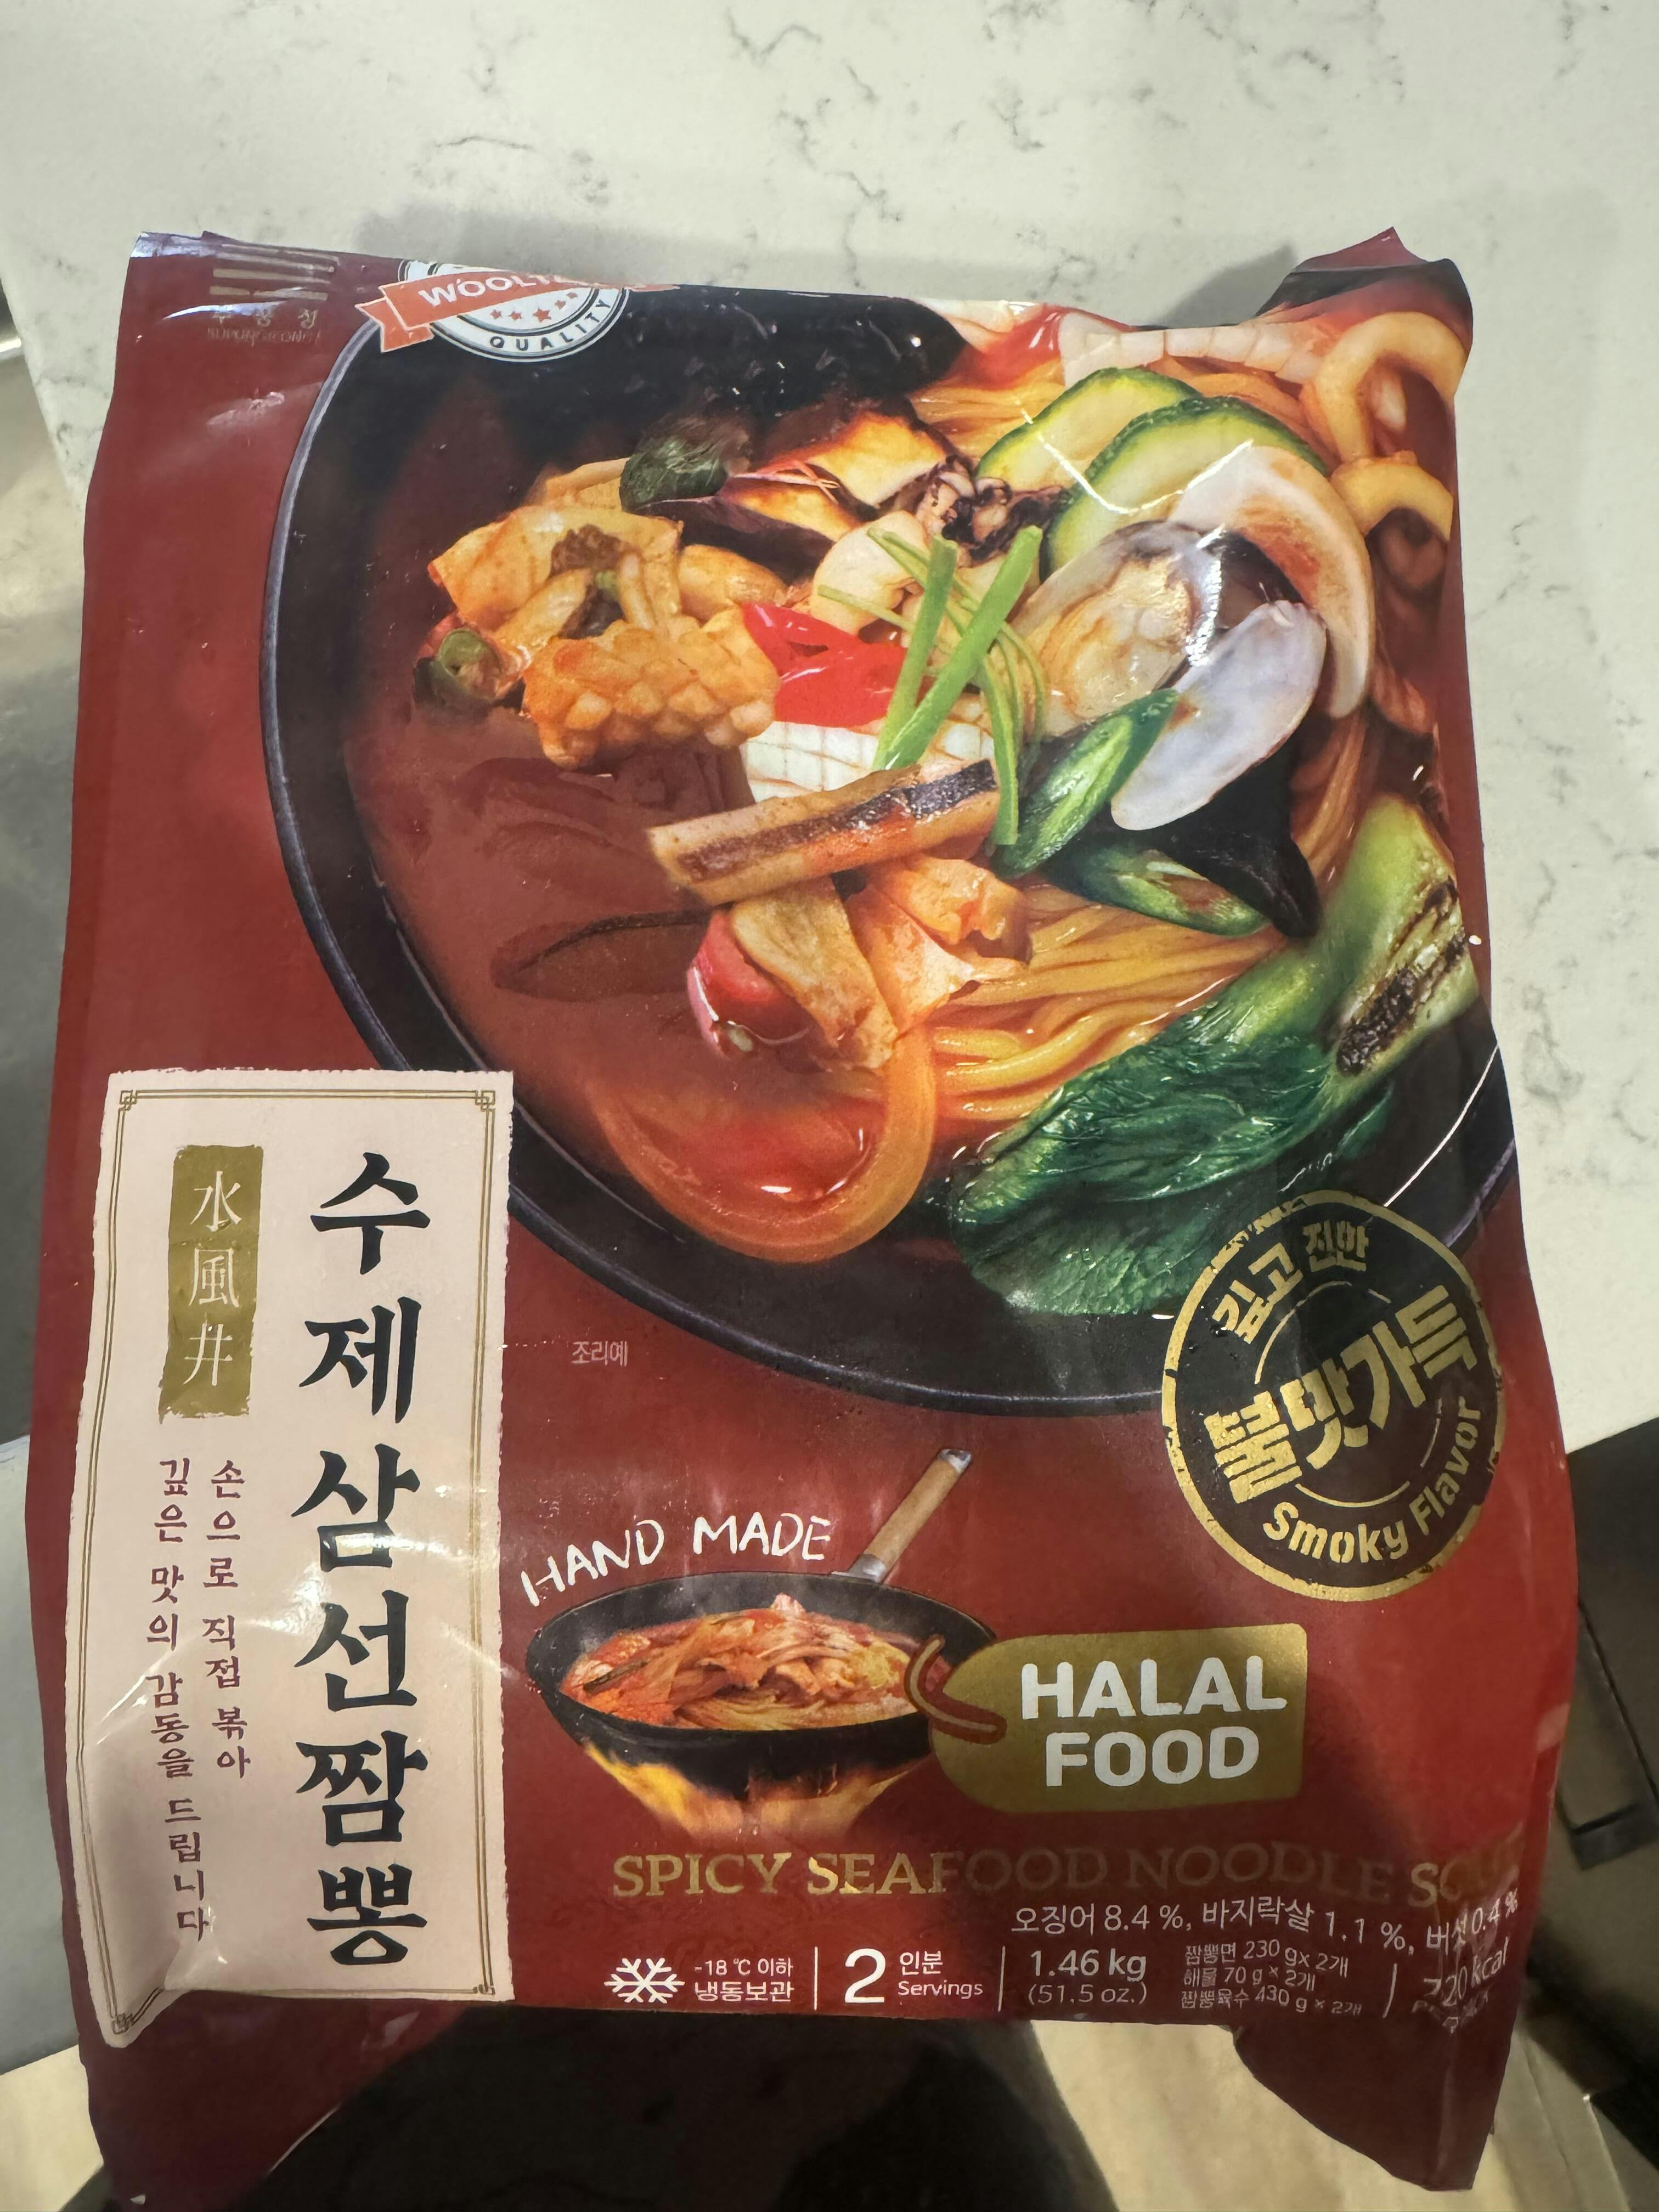 수풍정
WOOL
QUALITY
수제삼선짬뽕
水風井
손으로 직접 볶아
깊은 맛의 감동을 드립니다
조리예
깊고 진한
불맛가득
Smoky Flavor
HAND MADE
HALAL
FOOD
SPICY SEAFOOD NOODLE SOUP
오징어 8.4 %, 바지락살 1.1 %, 버섯 0.4 %
-18 ℃ 이하
냉동보관
2 인분
Servings
1.46 kg
(51.5 oz.)
짬뽕면 230 g x 2개
해물 70 g x 2개
짬뽕육수 430 g x 2개
720 kcal